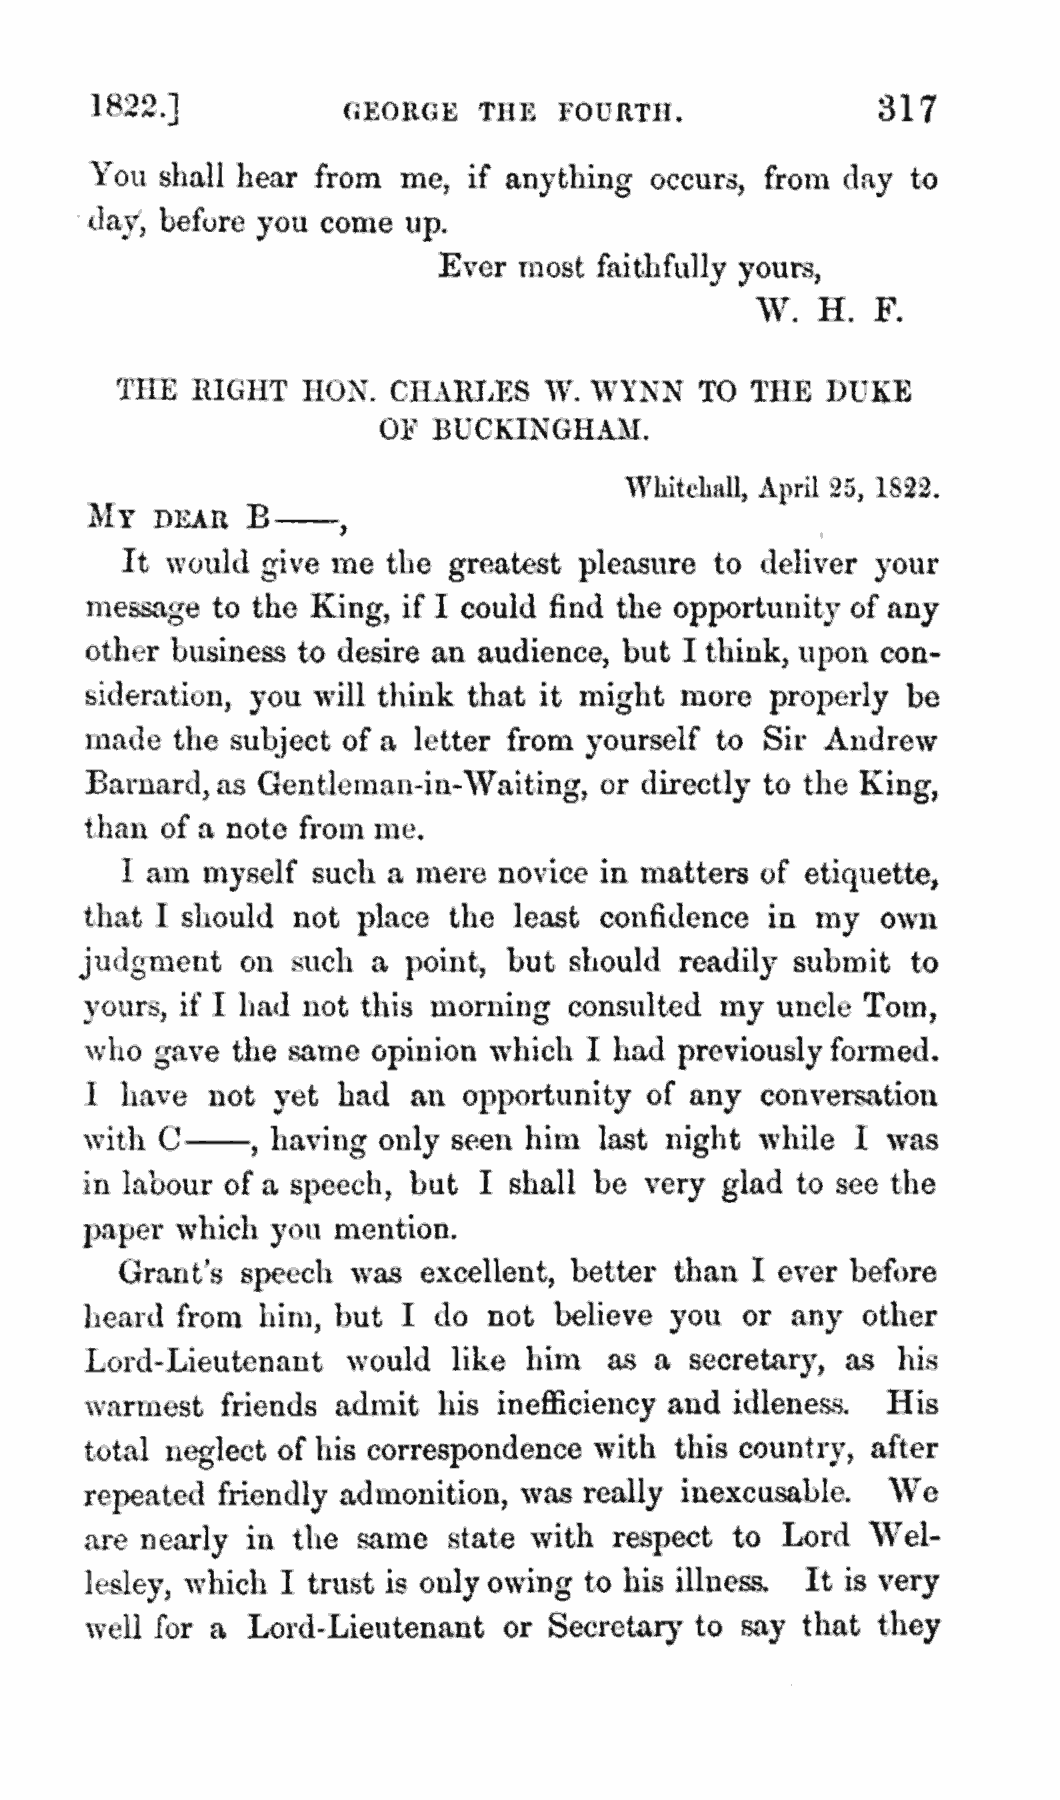 1822.] GEORGE THE FOURTH. 317
You shall hear from me, if anything occurs, from day to
day, before you come up.
Ever most faithfully yours,
W. H. F.
THE RIGHT HON. CHARLES W. WYNN TO THE DUKE
OF BUCKINGHAM.
Whitehall, April 25, 1822.
MY DEAR B——,
It would give me the greatest pleasure to deliver your
message to the King, if I could find the opportunity of any
other business to desire an audience, but I think, upon con-
sideration, you will think that it might more properly be
made the subject of a letter from yourself to Sir Andrew
Barnard, as Gentleman-in-Waiting, or directly to the King,
than of a note from me.
I am myself such a mere novice in matters of etiquette,
that I should not place the least confidence in my own
judgment on such a point, but should readily submit to
yours, if I had not this morning consulted my uncle Tom,
who gave the same opinion which I had previously formed.
I have not yet had an opportunity of any conversation
with C——, having only seen him last night while I was
in labour of a speech, but I shall be very glad to see the
paper which you mention.
Grant's speech was excellent, better than I ever before
heard from him, but I do not believe you or any other
Lord-Lieutenant would like him as a secretary, as his
warmest friends admit his inefficiency and idleness. His
total neglect of his correspondence with this country, after
repeated friendly admonition, was really inexcusable. We
are nearly in the same state with respect to Lord Wel-
lesley, which I trust is only owing to his illness. It is very
well for a Lord-Lieutenant or Secretary to say that they